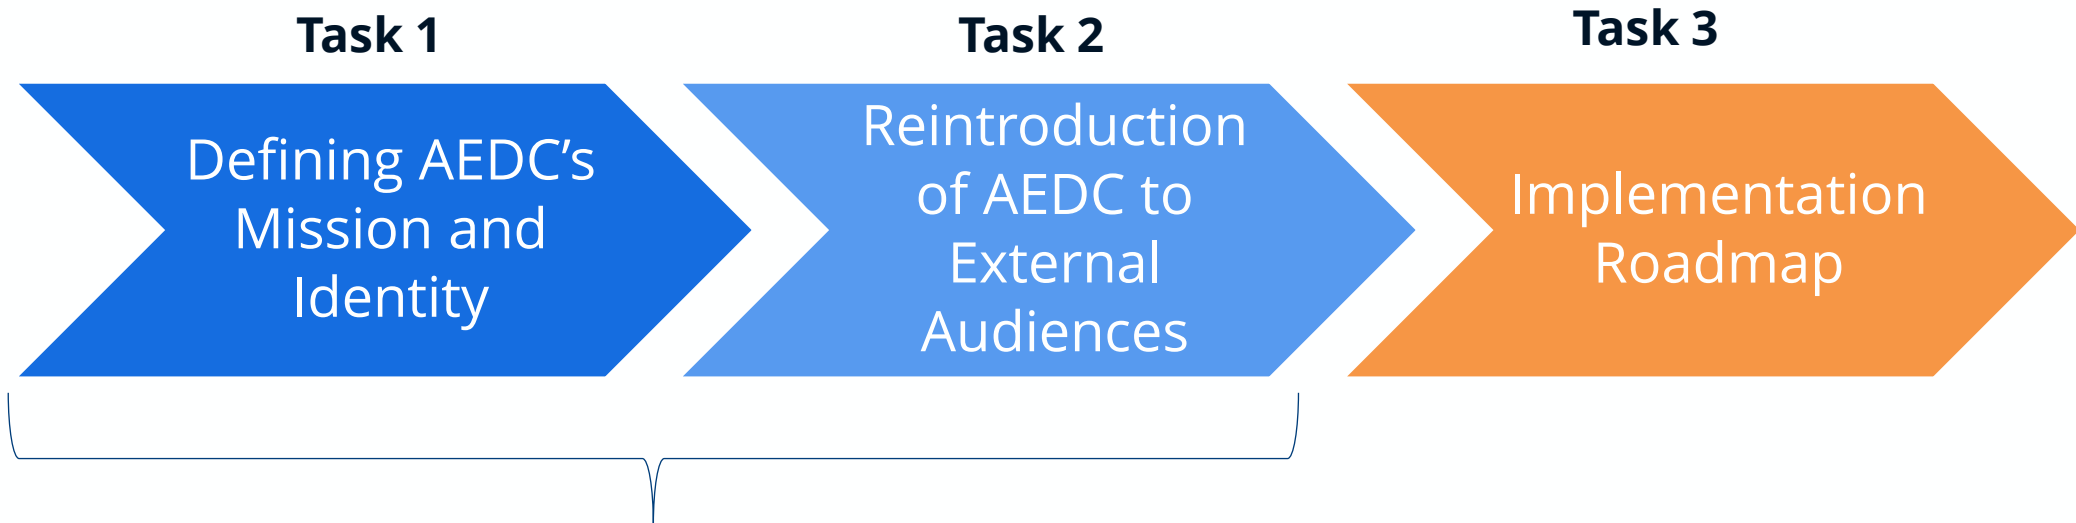 Task 1
Defining AEDC’s
Mission and
Identity
Task 2
Reintroduction
of AEDC to
External
Audiences
Task 3
Implementation
Roadmap